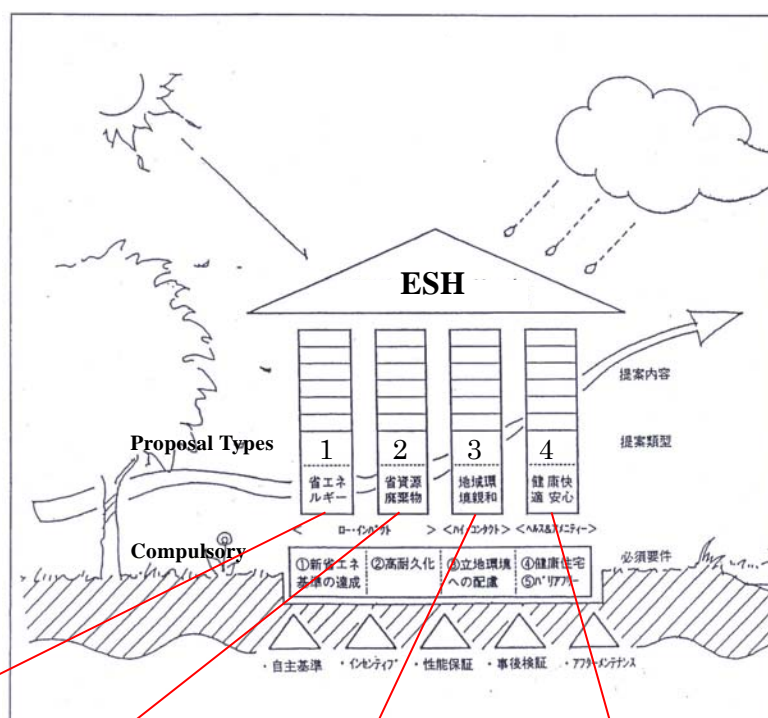 ESH
提案内容
Proposal Types
1 2 3 4
提案類型
省エネ 省資源 地域環 健康快
ルギー 廃棄物 境親和 適 安心
< ロー・インパクト > <ハイ・コンタクト> <ヘルス&アメニティー>
Compulsory
必須要件
①新省エネ ②高耐久化 ③立地環境 ④健康住宅
基準の達成 への配慮 ⑤バリアフリー
・自主基準 ・インセンティブ ・性能保証 ・事後検証 ・アフターメンテナンス